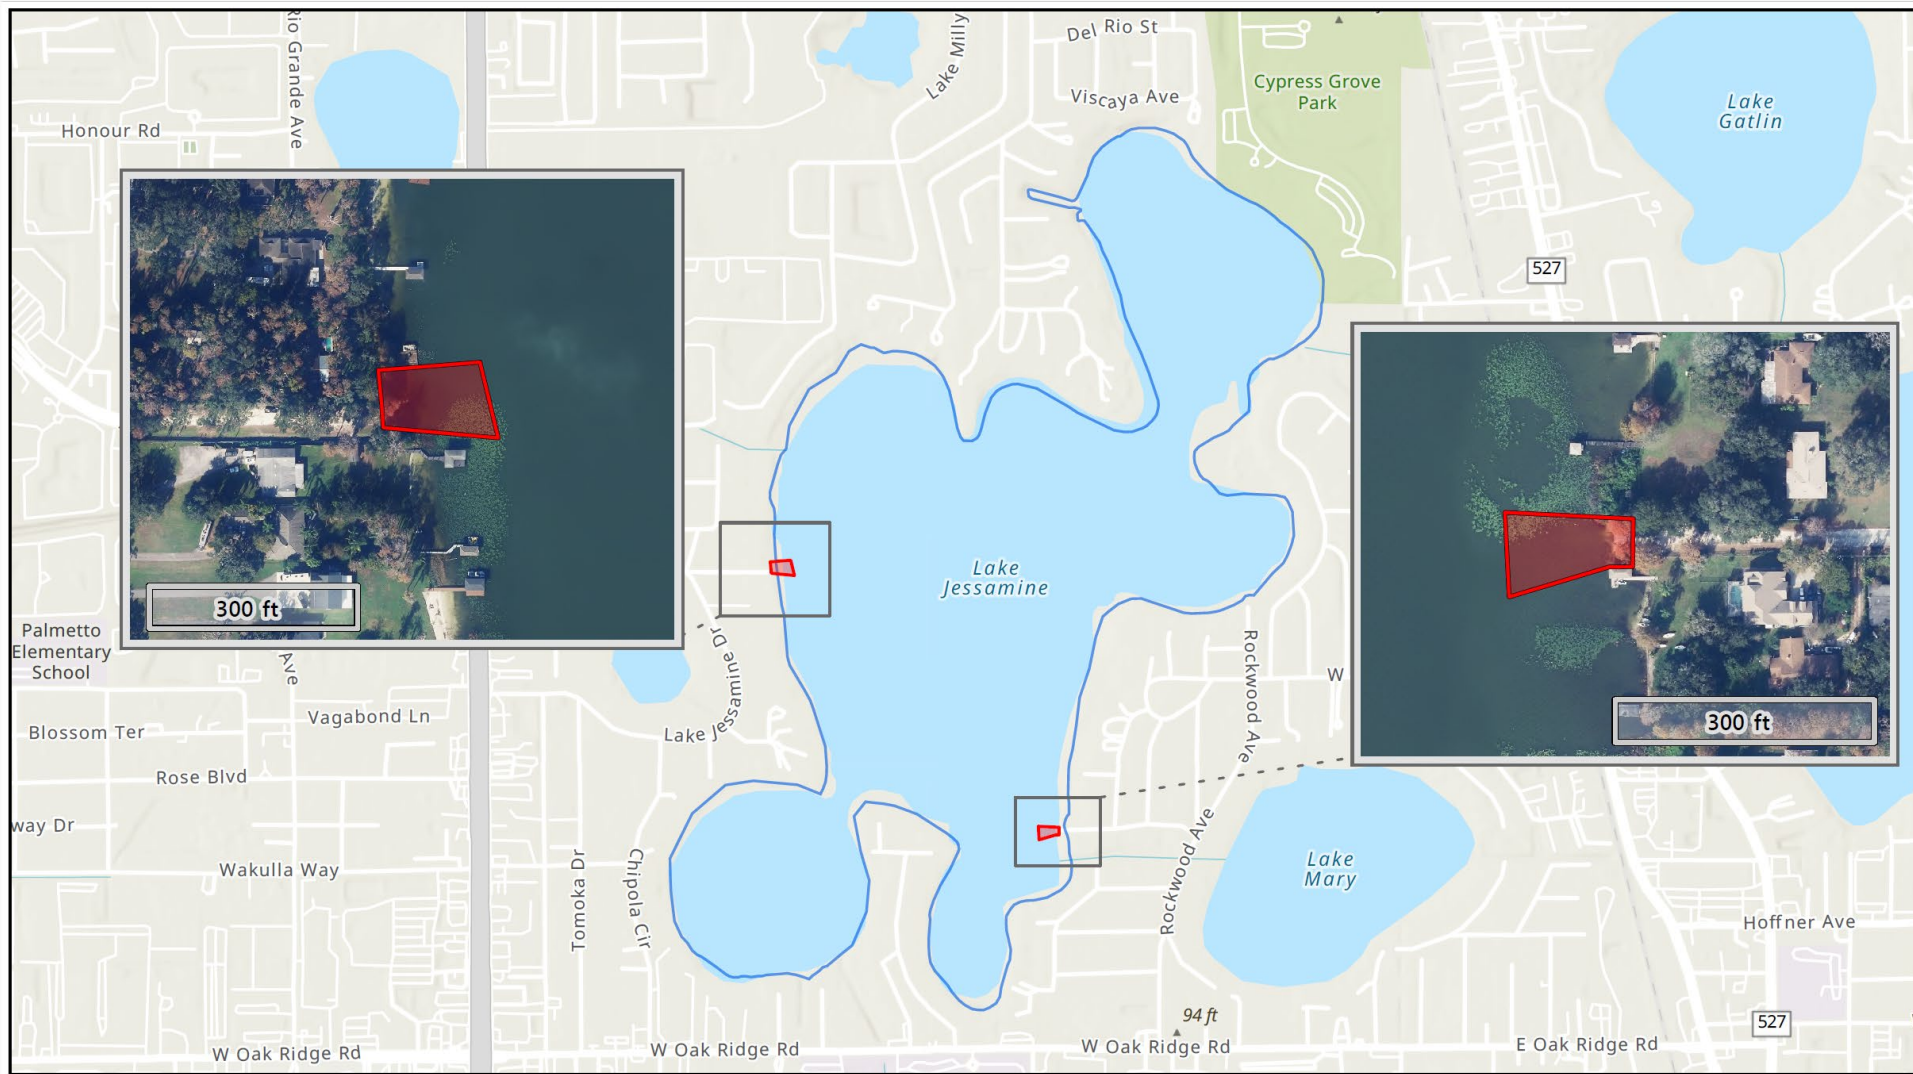 Rio Grande Ave
Honour Rd
Lake Milly
Del Rio St
Viscaya Ave
Cypress Grove
Park
Lake
Gatlin
527
300 ft
Palmetto
Elementary
School
Ave
Blossom Ter
Vagabond Ln
Rose Blvd
way Dr
Wakulla Way
Tomoka Dr
Chipola Cir
Lake Jessamine Dr
Lake
Jessamine
Rockwood Ave
W
300 ft
Rockwood Ave
Lake
Mary
Hoffner Ave
94 ft
527
W Oak Ridge Rd
W Oak Ridge Rd
W Oak Ridge Rd
E Oak Ridge Rd